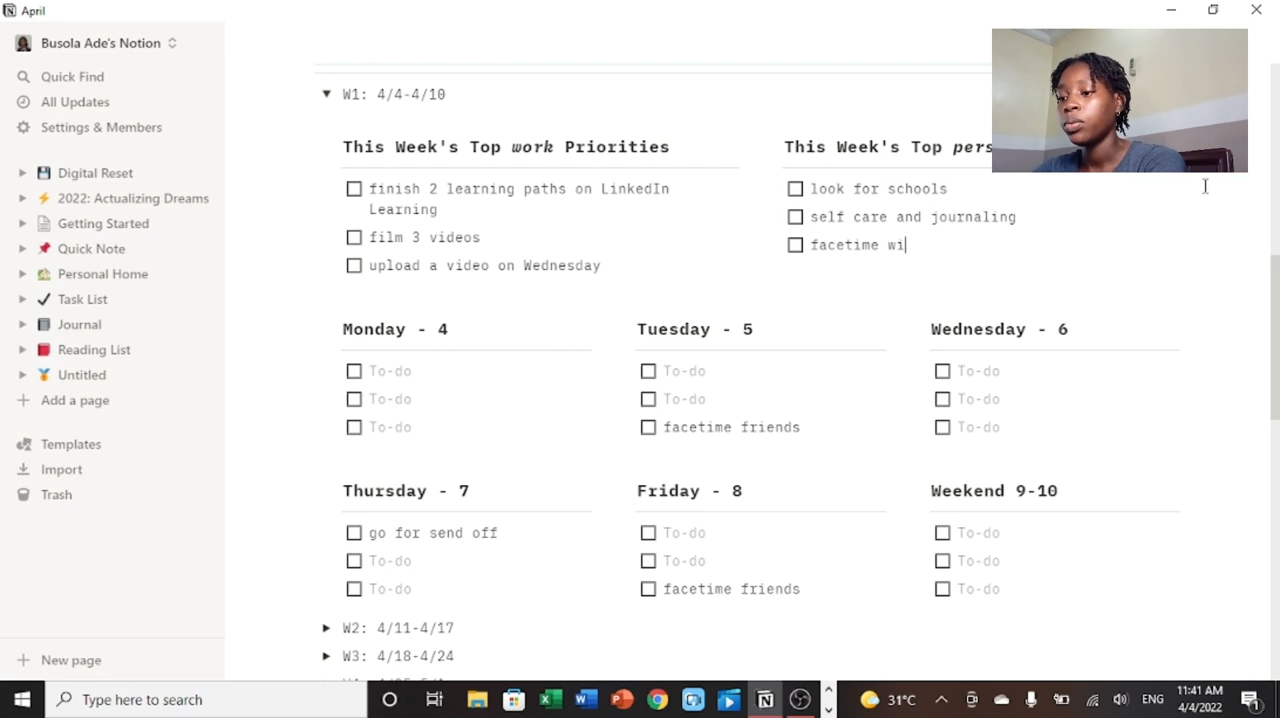 April
Busola Ade's Notion
Quick Find
All Updates
Settings & Members
Digital Reset
2022: Actualizing Dreams
Getting Started
Quick Note
Personal Home
Task List
Journal
Reading List
Untitled
Add a page
Templates
Import
Trash
New page
W1: 4/4-4/10
This Week's Top work Priorities
finish 2 learning paths on LinkedIn
Learning
film 3 videos
upload a video on Wednesday
This Week's Top pers
look for schools
self care and journaling
facetime wi
Monday - 4
To-do
To-do
To-do
Tuesday - 5
To-do
To-do
facetime friends
Wednesday - 6
To-do
To-do
To-do
Thursday - 7
go for send off
To-do
To-do
Friday - 8
To-do
To-do
facetime friends
Weekend 9-10
To-do
To-do
To-do
W2: 4/11-4/17
W3: 4/18-4/24
Type here to search
31°C
ENG
11:41 AM
4/4/2022